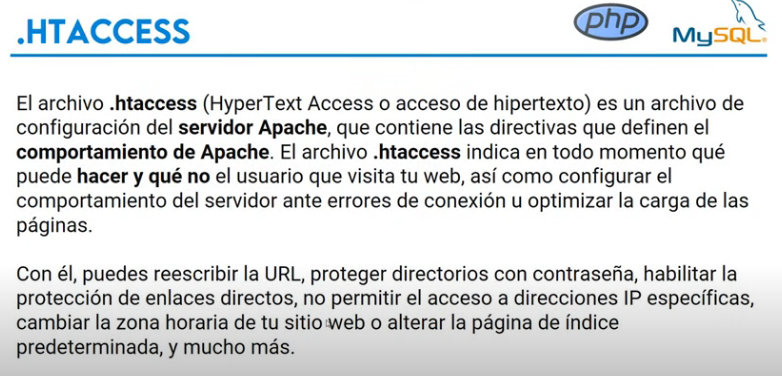 .HTACCESS
php
MySQL
El archivo .htaccess (HyperText Access o acceso de hipertexto) es un archivo de
configuración del servidor Apache, que contiene las directivas que definen el
comportamiento de Apache. El archivo .htaccess indica en todo momento qué
puede hacer y qué no el usuario que visita tu web, así como configurar el
comportamiento del servidor ante errores de conexión u optimizar la carga de las
páginas.
Con él, puedes reescribir la URL, proteger directorios con contraseña, habilitar la
protección de enlaces directos, no permitir el acceso a direcciones IP específicas,
cambiar la zona horaria de tu sitio web o alterar la página de índice
predeterminada, y mucho más.